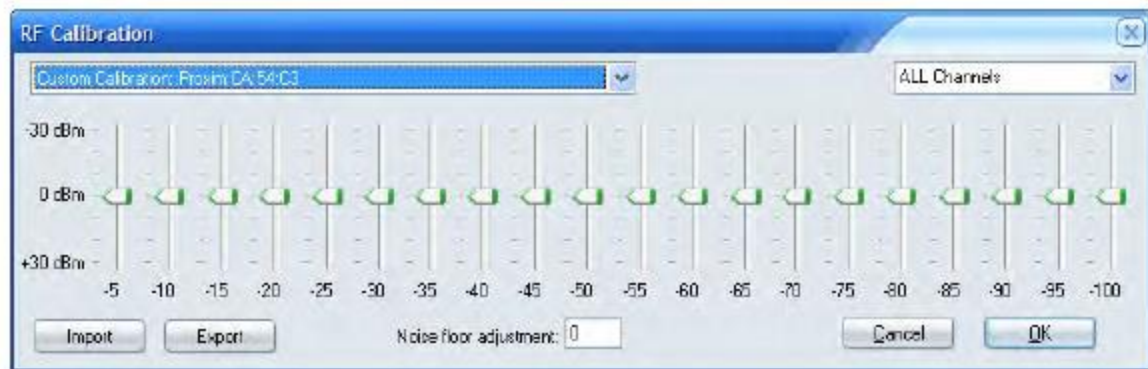 RF Calibration
Custom Calibration: Proxim CA:54:C3
ALL Channels
-30 dBm
0 dBm
+30 dBm
-5 -10 -15 -20 -25 -30 -35 -40 -45 -50 -55 -60 -65 -70 -75 -80 -85 -90 -95 -100
Import Export Noise floor adjustment: 0 Cancel OK